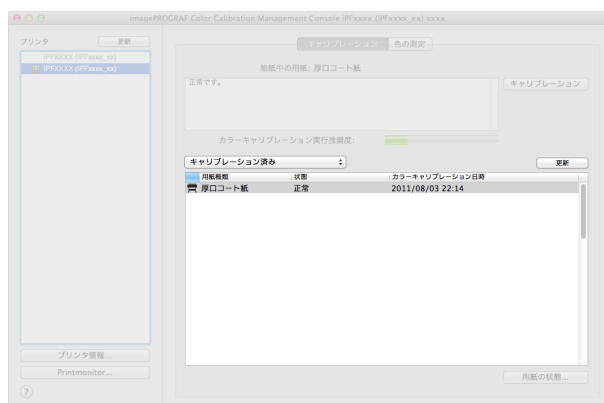 imagePROGRAF Color Calibration Management Console iPFxxxx (iPFxxxx_xx) xxxx
プリンタ
更新
iPFXXXX (iPFxxxx_xx)
iPFXXXX (iPFxxxx_xx)
プリンタ情報...
Printmonitor...
?
キャリブレーション 色の測定
給紙中の用紙: 厚口コート紙
正常です。
キャリブレーション
カラーキャリブレーション実行推奨度:
キャリブレーション済み
更新
用紙種類 状態 カラーキャリブレーション日時
厚口コート紙 正常 2011/08/03 22:14
用紙の状態...